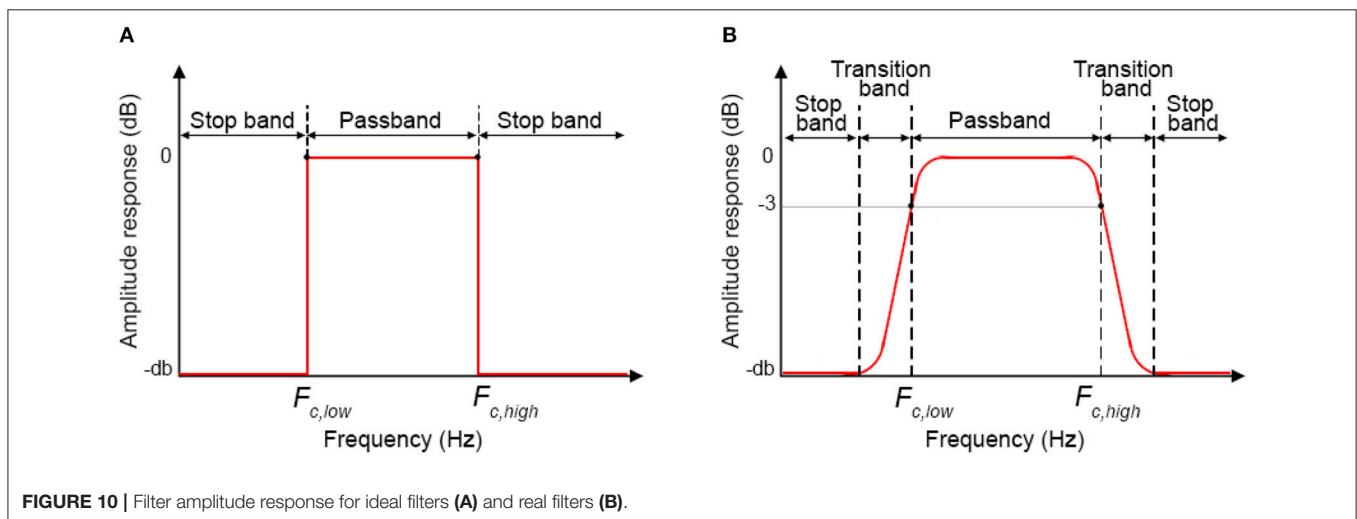 A
Amplitude response (dB)
Stop band
Passband
Stop band
0
-db
F c,low
F c,high
Frequency (Hz)
B
Amplitude response (dB)
Transition
band
Transition
band
Stop
band
Passband
Stop
band
0
-3
-db
F c,low
F c,high
Frequency (Hz)
FIGURE 10 | Filter amplitude response for ideal filters (A) and real filters (B).